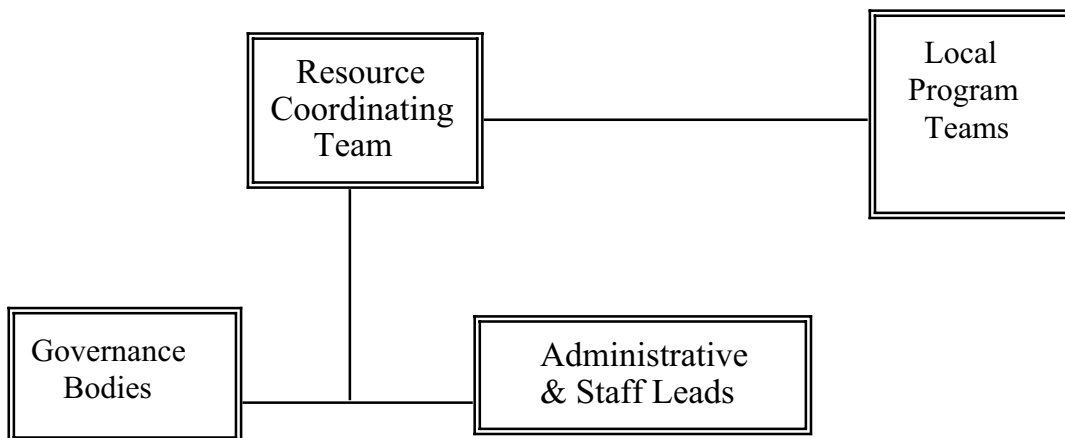 Resource
Coordinating
Team
Local
Program
Teams
Governance
Bodies
Administrative
& Staff Leads